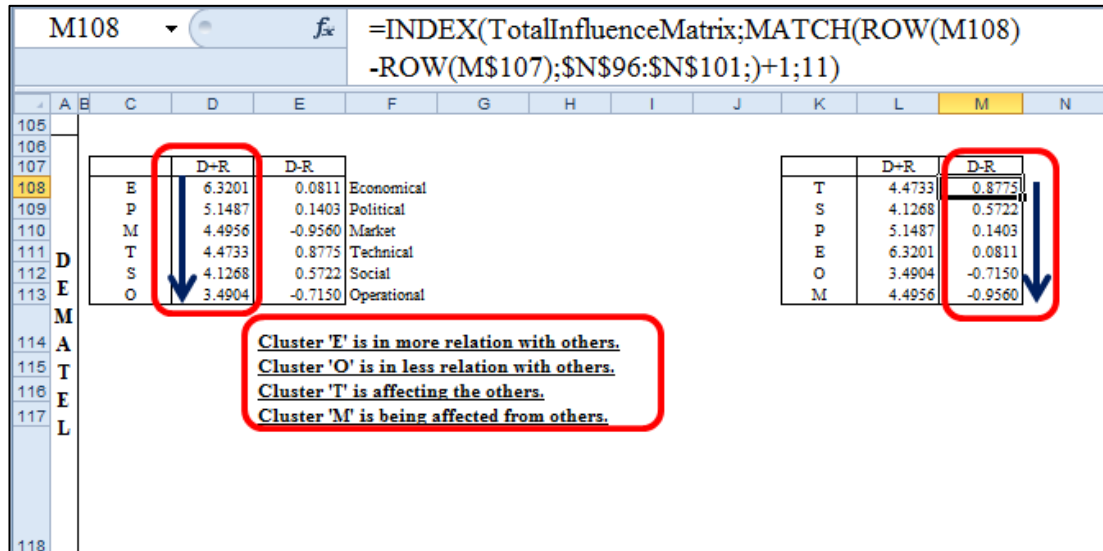 M108 fx =INDEX(TotalInfluenceMatrix;MATCH(ROW(M108)
-ROW(M$107);$N$96:$N$101;)+1;11)
A B C D E F G H I J K L M N
105
106
107 D+R D-R D+R D-R
108 E 6.3201 0.0811 Economical T 4.4733 0.8775
109 P 5.1487 0.1403 Political S 4.1268 0.5722
110 M 4.4956 -0.9560 Market P 5.1487 0.1403
111 D T 4.4733 0.8775 Technical E 6.3201 0.0811
112 E S 4.1268 0.5722 Social O 3.4904 -0.7150
113 M O 3.4904 -0.7150 Operational M 4.4956 -0.9560
114 A Cluster 'E' is in more relation with others.
115 T Cluster 'O' is in less relation with others.
116 E Cluster 'T' is affecting the others.
117 L Cluster 'M' is being affected from others.
118